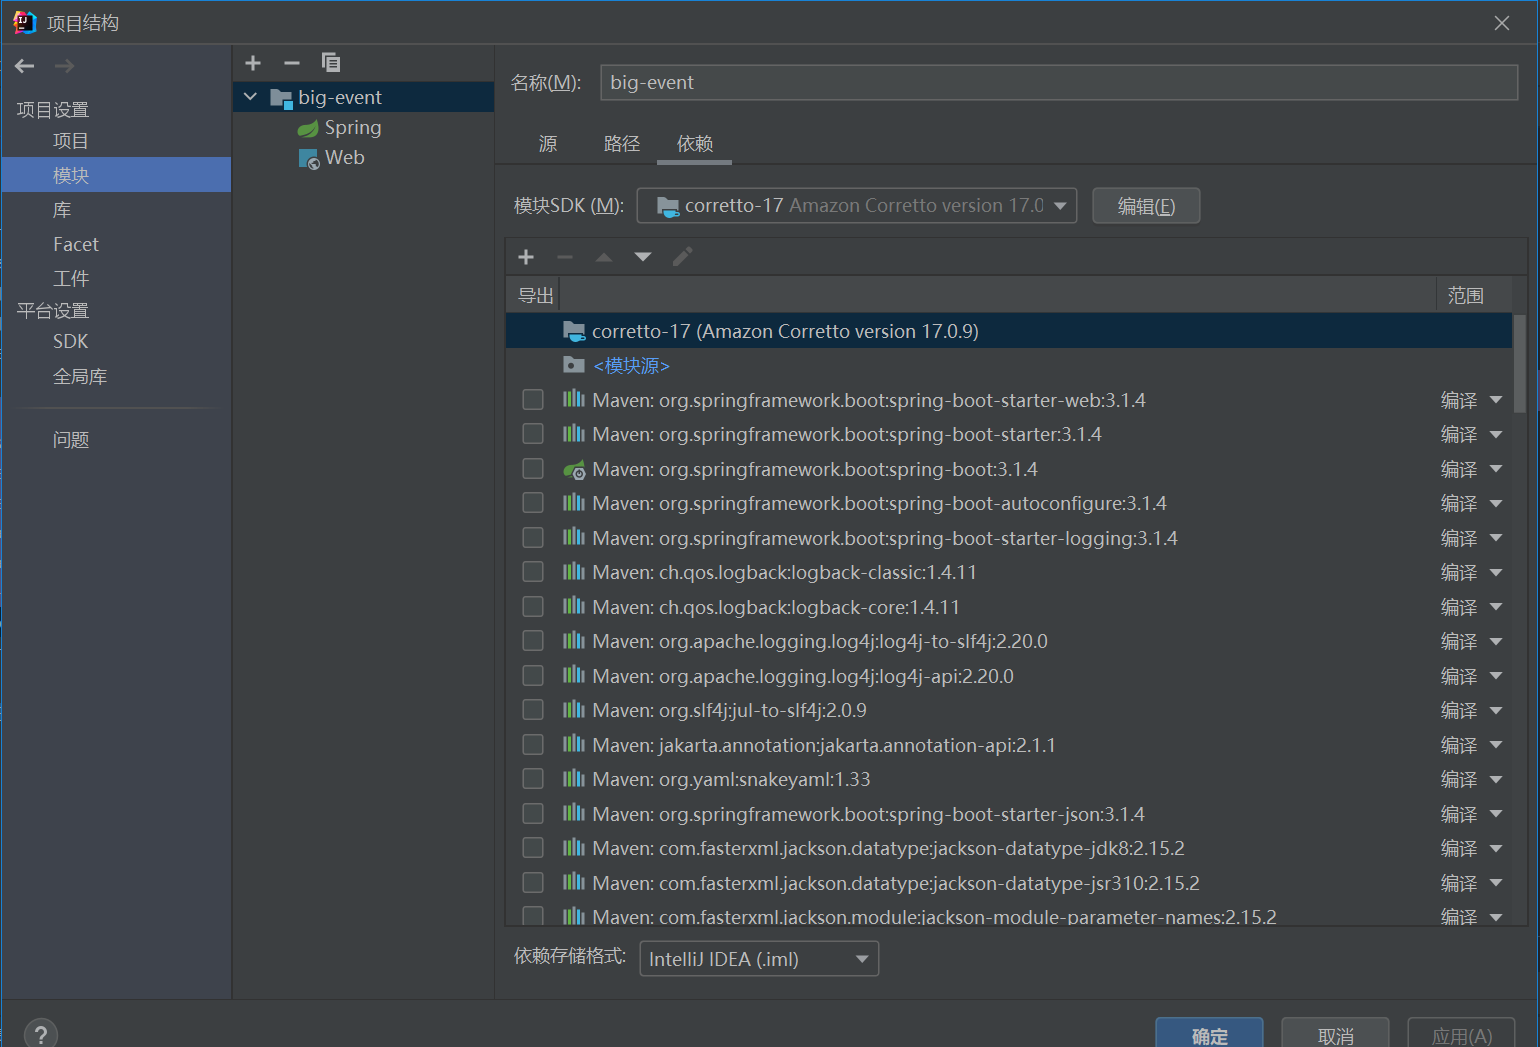 项目结构
项目设置
项目
模块
库
Facet
工件
平台设置
SDK
全局库
问题
big-event
Spring
Web
名称(M):
big-event
源 路径 依赖
模块SDK (M): corretto-17 Amazon Corretto version 17.0 编辑(E)
导出 范围
corretto-17 (Amazon Corretto version 17.0.9)
<模块源>
Maven: org.springframework.boot:spring-boot-starter-web:3.1.4 编译
Maven: org.springframework.boot:spring-boot-starter:3.1.4 编译
Maven: org.springframework.boot:spring-boot:3.1.4 编译
Maven: org.springframework.boot:spring-boot-autoconfigure:3.1.4 编译
Maven: org.springframework.boot:spring-boot-starter-logging:3.1.4 编译
Maven: ch.qos.logback:logback-classic:1.4.11 编译
Maven: ch.qos.logback:logback-core:1.4.11 编译
Maven: org.apache.logging.log4j:log4j-to-slf4j:2.20.0 编译
Maven: org.apache.logging.log4j:log4j-api:2.20.0 编译
Maven: org.slf4j:jul-to-slf4j:2.0.9 编译
Maven: jakarta.annotation:jakarta.annotation-api:2.1.1 编译
Maven: org.yaml:snakeyaml:1.33 编译
Maven: org.springframework.boot:spring-boot-starter-json:3.1.4 编译
Maven: com.fasterxml.jackson.datatype:jackson-datatype-jdk8:2.15.2 编译
Maven: com.fasterxml.jackson.datatype:jackson-datatype-jsr310:2.15.2 编译
Maven: com.fasterxml.jackson.module:jackson-module-parameter-names:2.15.2 编译
依赖存储格式: IntelliJ IDEA (.iml)
? 确定 取消 应用(A)